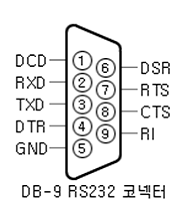 DCD 1 6 DSR
RXD 2 7 RTS
TXD 3 8 CTS
DTR 4 9 RI
GND 5
DB-9 RS232 코넥터